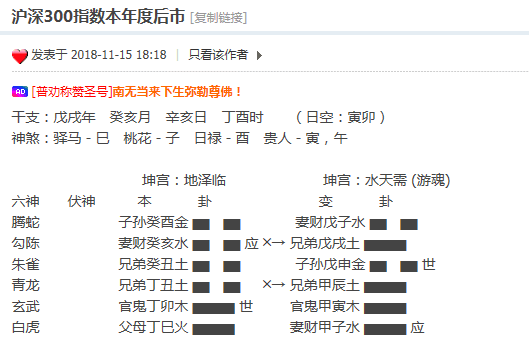 沪深300指数本年度后市 [复制链接]
发表于 2018-11-15 18:18 | 只看该作者
AD [普劝称赞圣号]南无当来下生弥勒尊佛！
干支：戊戌年 癸亥月 辛亥日 丁酉时 （日空：寅卯）
神煞：驿马－巳 桃花－子 日禄－酉 贵人－寅，午
坤宫：地泽临 坤宫：水天需 (游魂)
六神 伏神 本 卦 变 卦
腾蛇 子孙癸酉金 妻财戊子水
勾陈 妻财癸亥水 应 ×→ 兄弟戊戌土
朱雀 兄弟癸丑土 子孙戊申金 世
青龙 兄弟丁丑土 ×→ 兄弟甲辰土
玄武 官鬼丁卯木 世 官鬼甲寅木
白虎 父母丁巳火 妻财甲子水 应